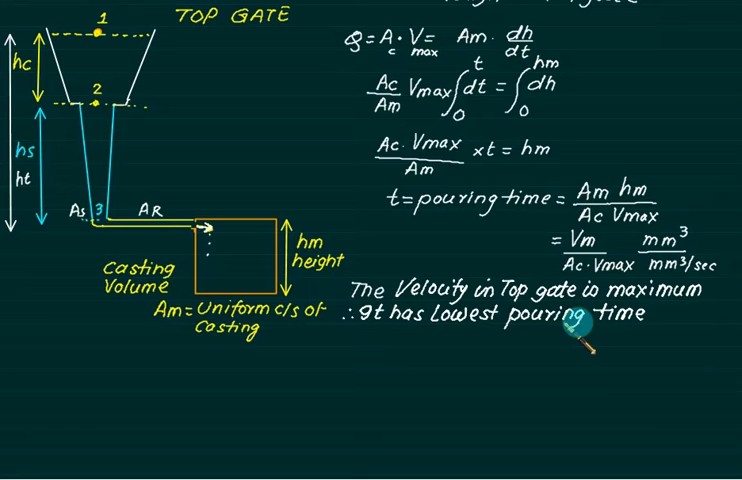 TOP GATE
1
hc
2
hs
ht
As
3
AR
hm
height
Casting
Volume
Am = Uniform c/s of
Casting
Q = Ac · Vmax = Am · dh/dt
Ac/Am Vmax ∫₀ᵗ dt = ∫₀ʰᵐ dh
Ac · Vmax/Am × t = hm
t = pouring time = Am hm/Ac Vmax
= Vm/Ac · Vmax mm³/mm³/sec
The Velocity in Top gate is maximum
∴ It has Lowest pouring time